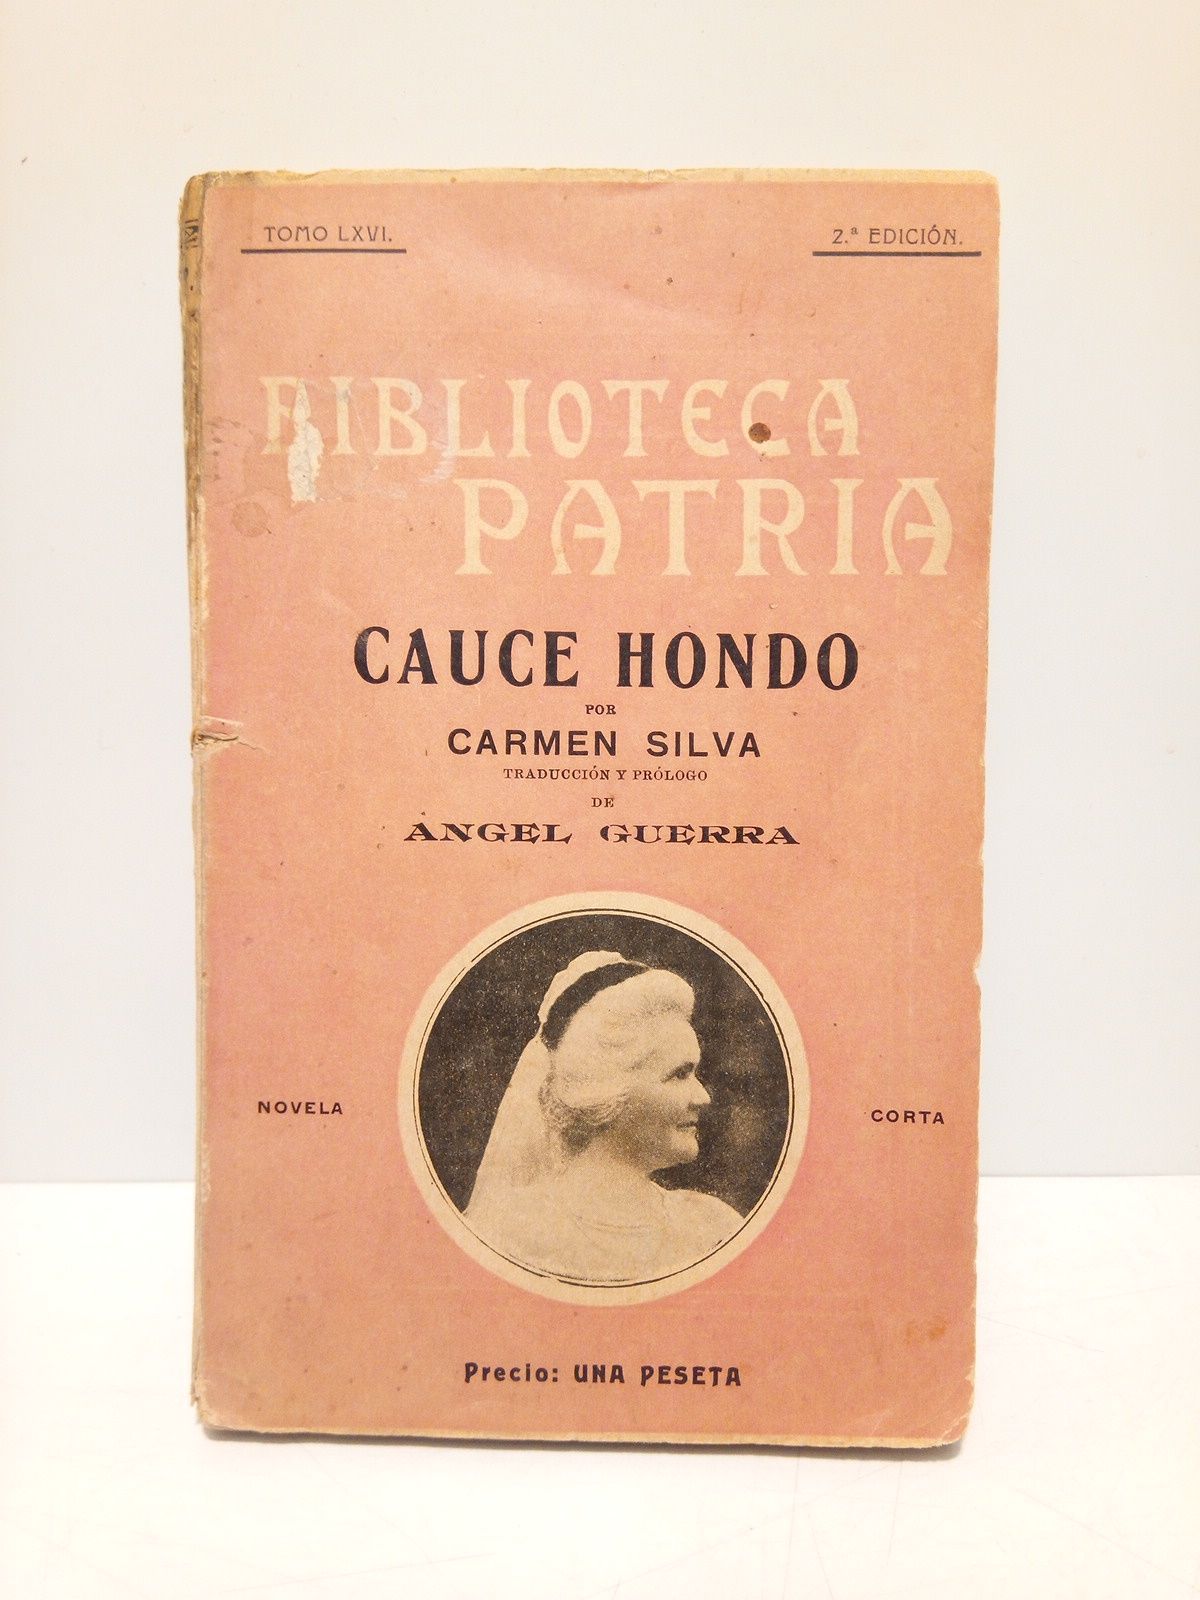 TOMO LXVI.
2.ª EDICIÓN.
BIBLIOTECA
PATRIA
CAUCE HONDO
POR
CARMEN SILVA
TRADUCCIÓN Y PRÓLOGO
DE
ÁNGEL GUERRA
NOVELA
CORTA
Precio: UNA PESETA